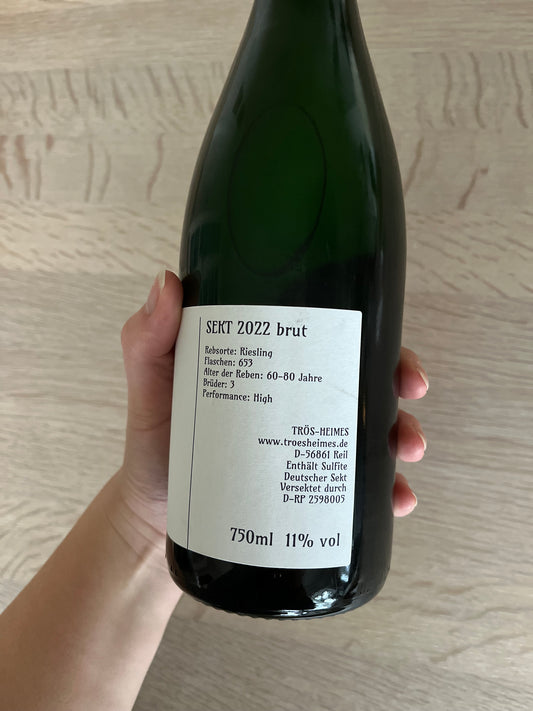 SEKT 2022 brut
Rebsorte: Riesling
Flaschen: 653
Alter der Reben: 60-80 Jahre
Brüder: 3
Performance: High
TRÖS-HEIMES
www.troesheimes.de
D-56861 Reil
Enthält Sulfite
Deutscher Sekt
Versektet durch
D-RP 2598005
750ml 11% vol